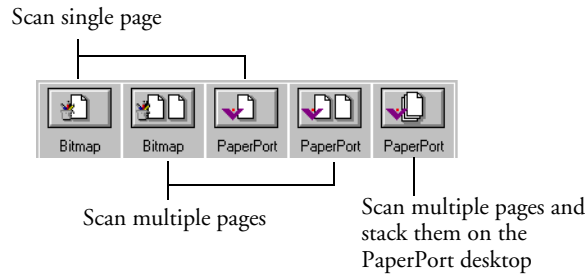 Scan single page
Bitmap Bitmap PaperPort PaperPort PaperPort
Scan multiple pages
Scan multiple pages and
stack them on the
PaperPort desktop